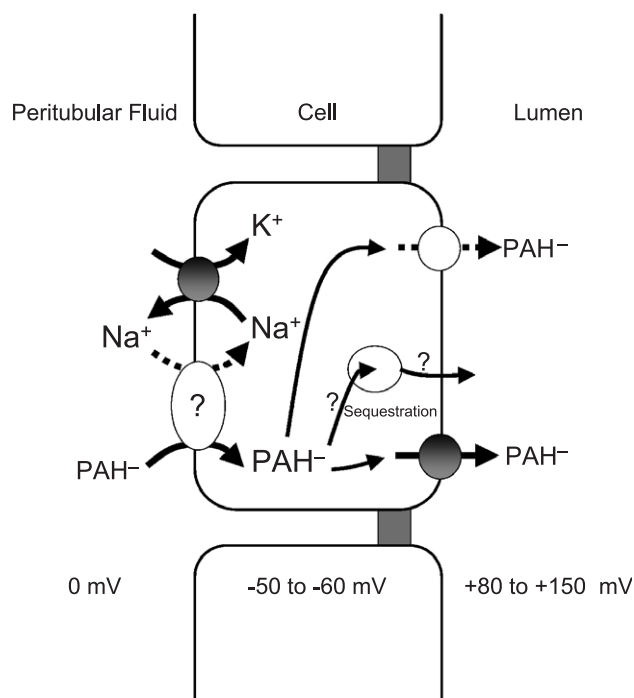 Peritubular Fluid Cell Lumen
K⁺
PAH⁻
Na⁺ Na⁺
?
? ?
Sequestration
PAH⁻ PAH⁻ PAH⁻
0 mV -50 to -60 mV +80 to +150 mV